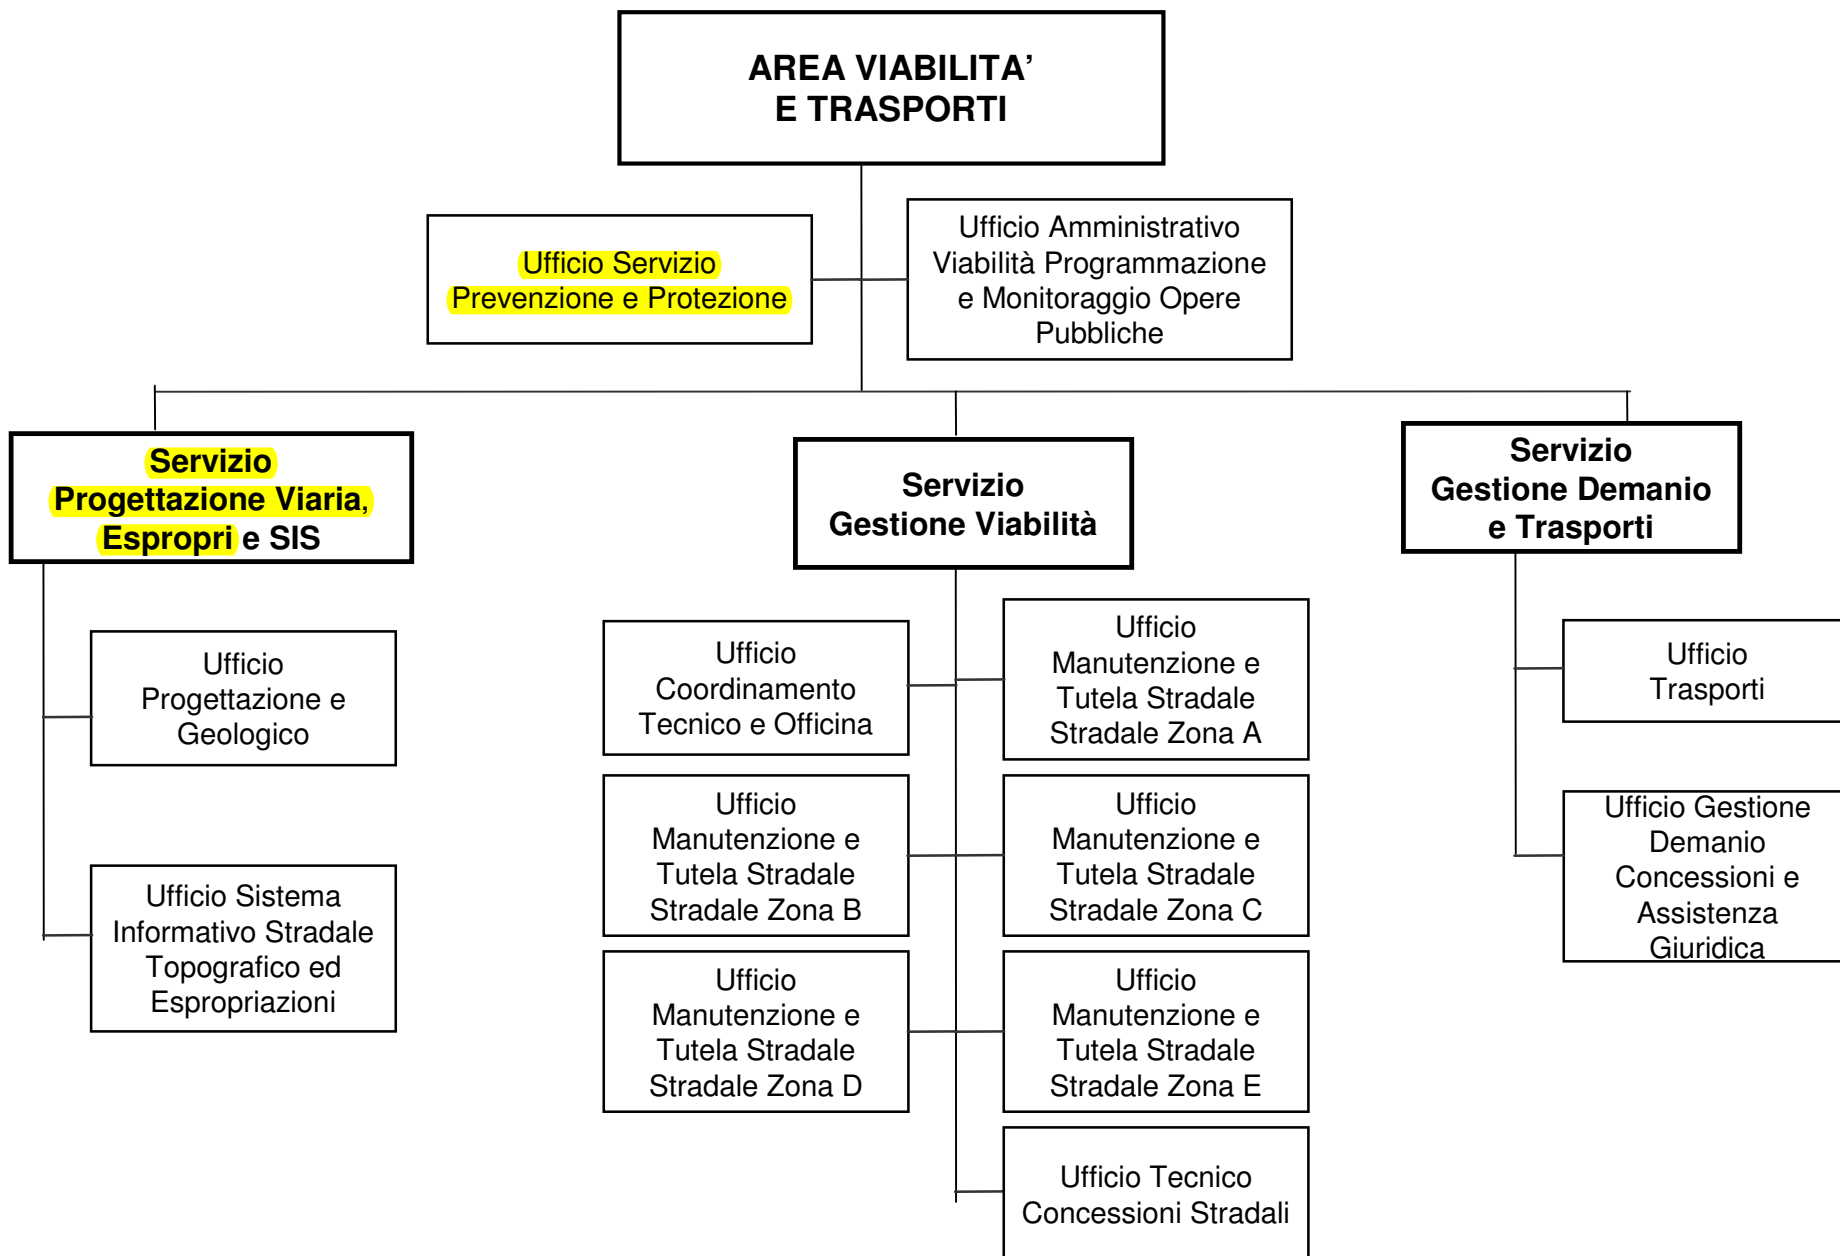 AREA VIABILITA’
E TRASPORTI
Ufficio Servizio
Prevenzione e Protezione
Ufficio Amministrativo
Viabilità Programmazione
e Monitoraggio Opere
Pubbliche
Servizio
Progettazione Viaria,
Espropri e SIS
Servizio
Gestione Viabilità
Servizio
Gestione Demanio
e Trasporti
Ufficio
Progettazione e
Geologico
Ufficio Sistema
Informativo Stradale
Topografico ed
Espropriazioni
Ufficio
Coordinamento
Tecnico e Officina
Ufficio
Manutenzione e
Tutela Stradale
Stradale Zona A
Ufficio
Manutenzione e
Tutela Stradale
Stradale Zona B
Ufficio
Manutenzione e
Tutela Stradale
Stradale Zona C
Ufficio
Manutenzione e
Tutela Stradale
Stradale Zona D
Ufficio
Manutenzione e
Tutela Stradale
Stradale Zona E
Ufficio Tecnico
Concessioni Stradali
Ufficio
Trasporti
Ufficio Gestione
Demanio
Concessioni e
Assistenza
Giuridica